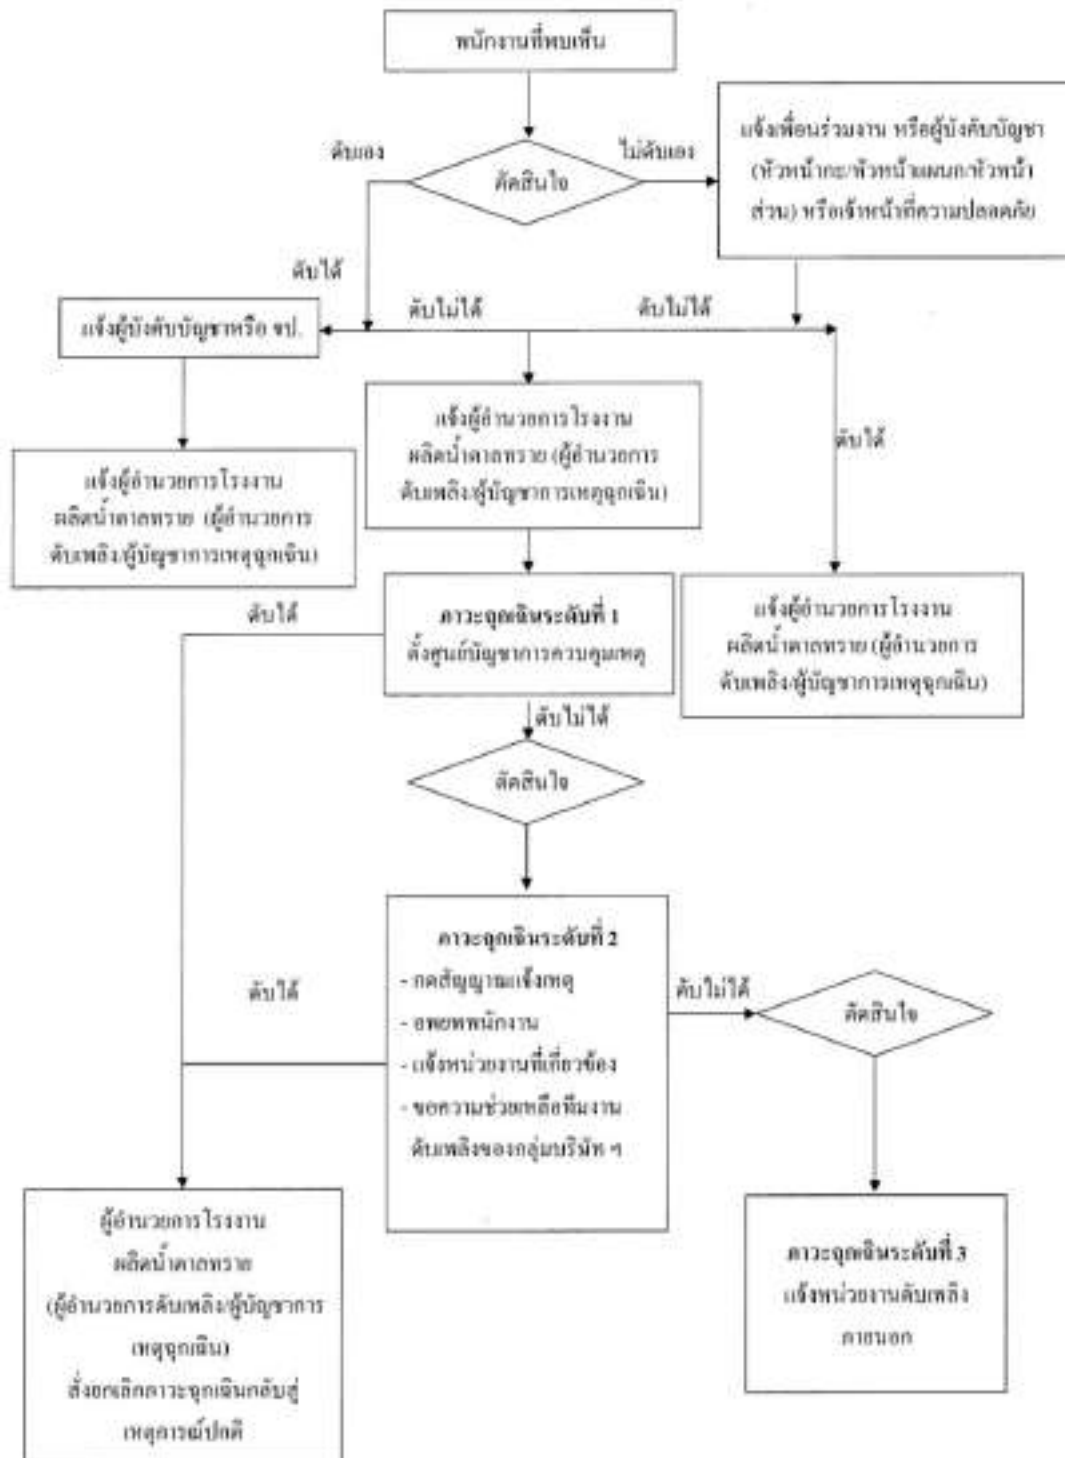 พนักงานที่พบเห็น
ดับเอง
ตัดสินใจ
ไม่ดับเอง
แจ้งเพื่อนร่วมงาน หรือผู้บังคับบัญชา
(หัวหน้ากะ/หัวหน้าแผนก/หัวหน้า
ส่วน) หรือเจ้าหน้าที่ความปลอดภัย
ดับได้
ดับไม่ได้
ดับไม่ได้
แจ้งผู้บังคับบัญชาหรือ จป.
แจ้งผู้อำนวยการโรงงาน
ผลิตน้ำตาลทราย (ผู้อำนวยการ
ดับเพลิง/ผู้บัญชาการเหตุฉุกเฉิน)
แจ้งผู้อำนวยการโรงงาน
ผลิตน้ำตาลทราย (ผู้อำนวยการ
ดับเพลิง/ผู้บัญชาการเหตุฉุกเฉิน)
ดับได้
แจ้งผู้อำนวยการโรงงาน
ผลิตน้ำตาลทราย (ผู้อำนวยการ
ดับเพลิง/ผู้บัญชาการเหตุฉุกเฉิน)
ดับได้
ภาวะฉุกเฉินระดับที่ 1
ตั้งศูนย์บัญชาการควบคุมเหตุ
ดับไม่ได้
ตัดสินใจ
ภาวะฉุกเฉินระดับที่ 2
- กดสัญญาณแจ้งเหตุ
- อพยพพนักงาน
- แจ้งหน่วยงานที่เกี่ยวข้อง
- ขอความช่วยเหลือทีมงาน
ดับเพลิงของกลุ่มบริษัท ฯ
ดับได้
ดับไม่ได้
ตัดสินใจ
ผู้อำนวยการโรงงาน
ผลิตน้ำตาลทราย
(ผู้อำนวยการดับเพลิง/ผู้บัญชาการ
เหตุฉุกเฉิน)
สั่งยกเลิกภาวะฉุกเฉินกลับสู่
เหตุการณ์ปกติ
ภาวะฉุกเฉินระดับที่ 3
แจ้งหน่วยงานดับเพลิง
ภายนอก